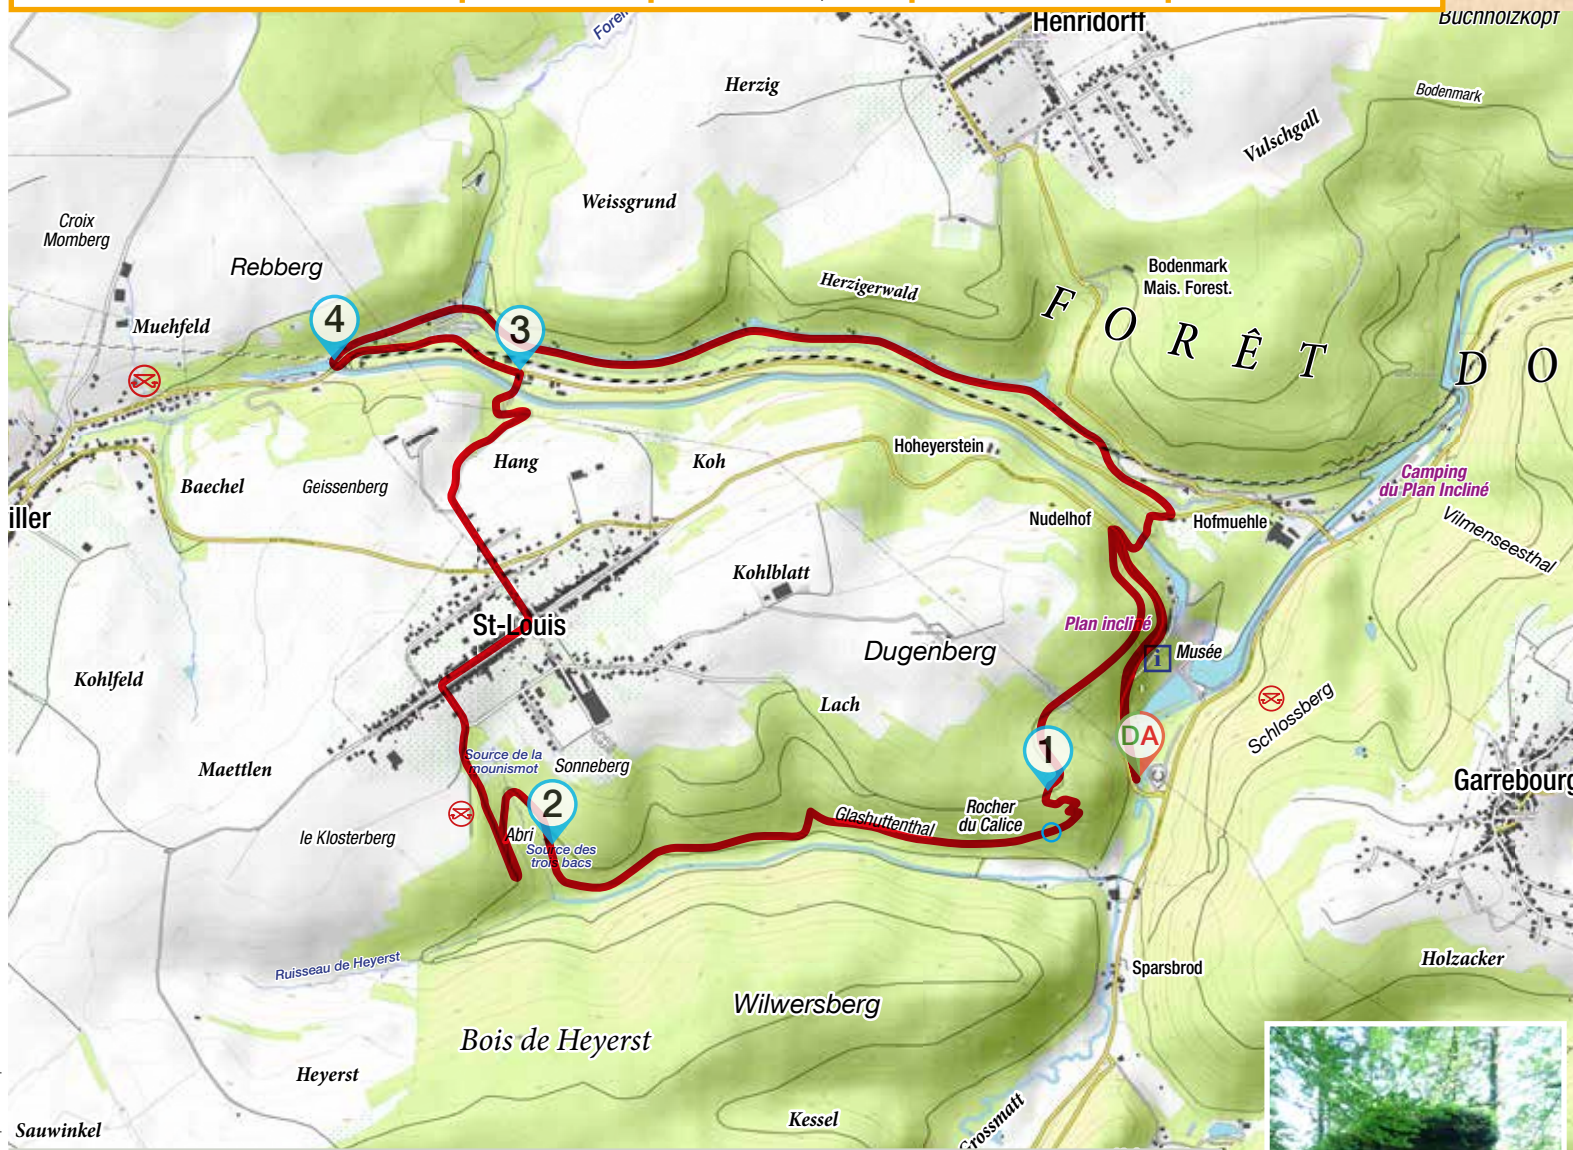 Henridorff
Buchholzkopf
Herzig
Bodenmark
Vulschgall
Weissgrund
Croix
Momberg
Rebberg
Herzigerwald
Bodenmark
Mais. Forest.
FORÊT DO
Muehfeld
4
3
Hoheyerstein
Camping
du Plan Incliné
Baechel
Geissenberg
Hang
Koh
iller
Nudelhof
Hofmuehle
Vilmenseesthal
Kohlblatt
St-Louis
Plan incliné
Dugenberg
i
Musée
Kohlfeld
Lach
Schlossberg
1
DA
Source de la
mounismot
Sonneberg
Maettlen
Garrebourg
2
Rocher
du Calice
Glashuttenthal
le Klosterberg
Abri
Source des
trois bacs
Ruisseau de Heyerst
Sparsbrod
Holzacker
Wilwersberg
Bois de Heyerst
Heyerst
Kessel
Grossmatt
Sauwinkel